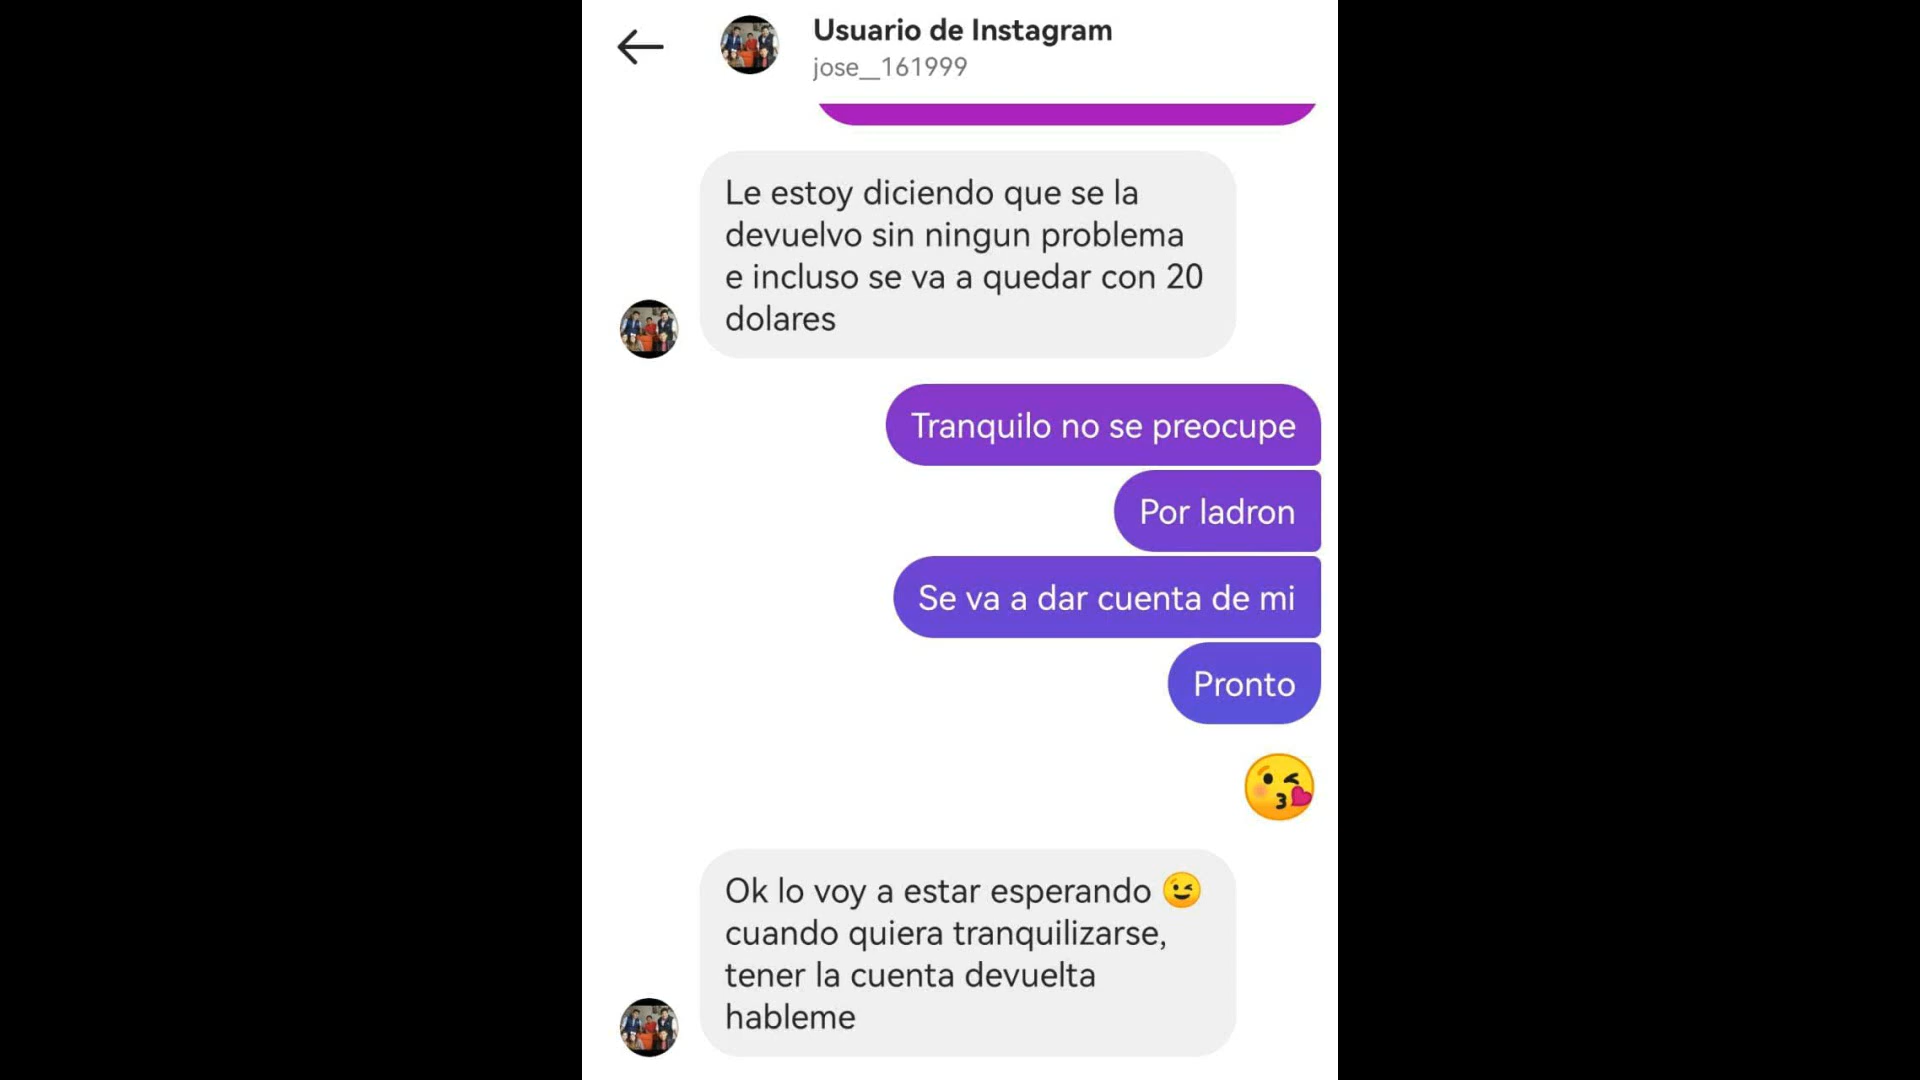 Usuario de Instagram
jose__161999
Le estoy diciendo que se la
devuelvo sin ningun problema
e incluso se va a quedar con 20
dolares
Tranquilo no se preocupe
Por ladron
Se va a dar cuenta de mi
Pronto
😘
Ok lo voy a estar esperando 😉
cuando quiera tranquilizarse,
tener la cuenta devuelta
hableme